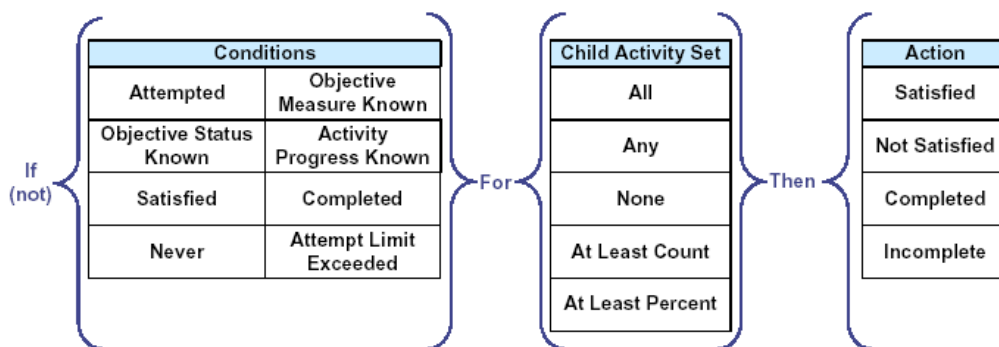 If
(not)
Conditions
Attempted
Objective
Measure Known
Objective Status
Known
Activity
Progress Known
Satisfied
Completed
Never
Attempt Limit
Exceeded
For
Child Activity Set
All
Any
None
At Least Count
At Least Percent
Then
Action
Satisfied
Not Satisfied
Completed
Incomplete